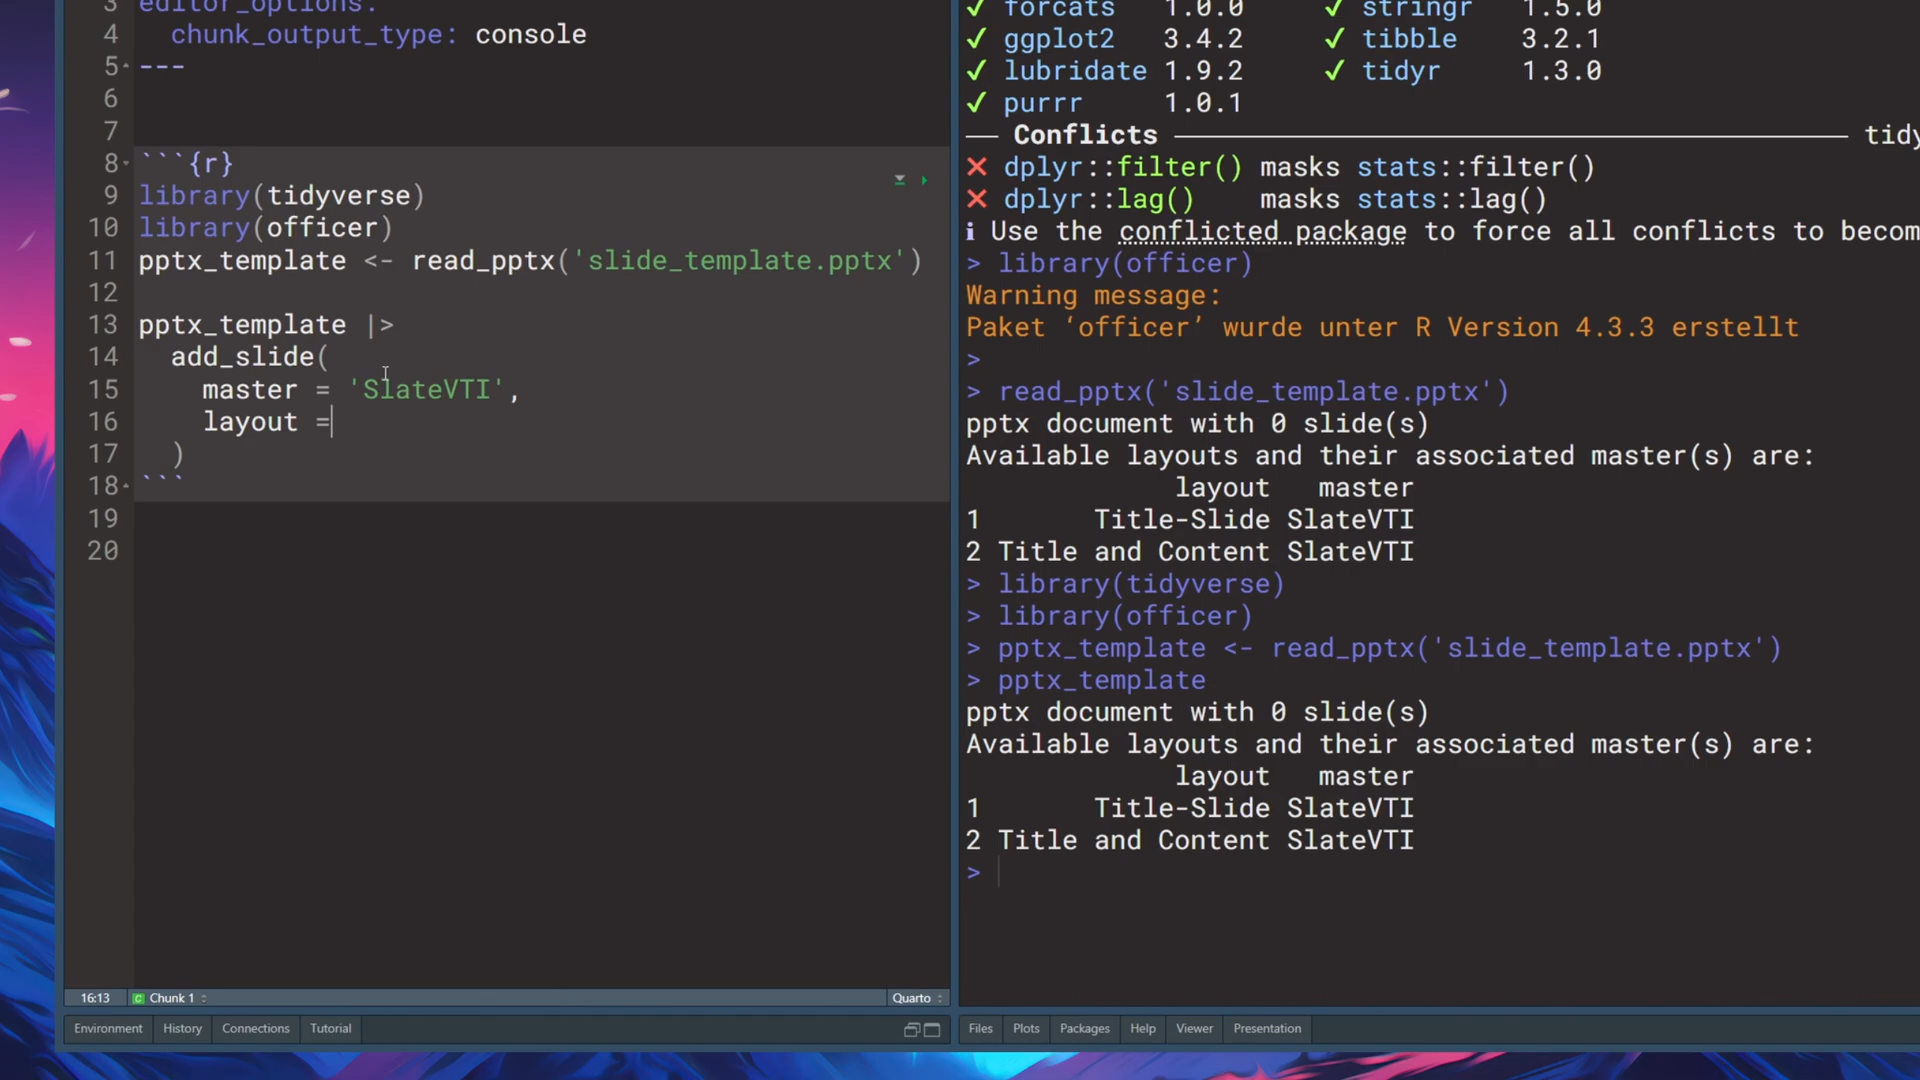 3 editor_options:
4 chunk_output_type: console
5 ---
6
7
8 ```{r}
9 library(tidyverse)
10 library(officer)
11 pptx_template <- read_pptx('slide_template.pptx')
12
13 pptx_template |>
14 add_slide(
15 master = 'SlateVTI',
16 layout =
17 )
18 ```
19
20
16:13 C Chunk 1 Quarto
Environment History Connections Tutorial
✓ forcats 1.0.0 ✓ stringr 1.5.0
✓ ggplot2 3.4.2 ✓ tibble 3.2.1
✓ lubridate 1.9.2 ✓ tidyr 1.3.0
✓ purrr 1.0.1
── Conflicts ── tidy
✕ dplyr::filter() masks stats::filter()
✕ dplyr::lag() masks stats::lag()
ℹ Use the conflicted package to force all conflicts to becom
> library(officer)
Warning message:
Paket ‘officer’ wurde unter R Version 4.3.3 erstellt
>
> read_pptx('slide_template.pptx')
pptx document with 0 slide(s)
Available layouts and their associated master(s) are:
layout master
1 Title-Slide SlateVTI
2 Title and Content SlateVTI
> library(tidyverse)
> library(officer)
> pptx_template <- read_pptx('slide_template.pptx')
> pptx_template
pptx document with 0 slide(s)
Available layouts and their associated master(s) are:
layout master
1 Title-Slide SlateVTI
2 Title and Content SlateVTI
>
Files Plots Packages Help Viewer Presentation